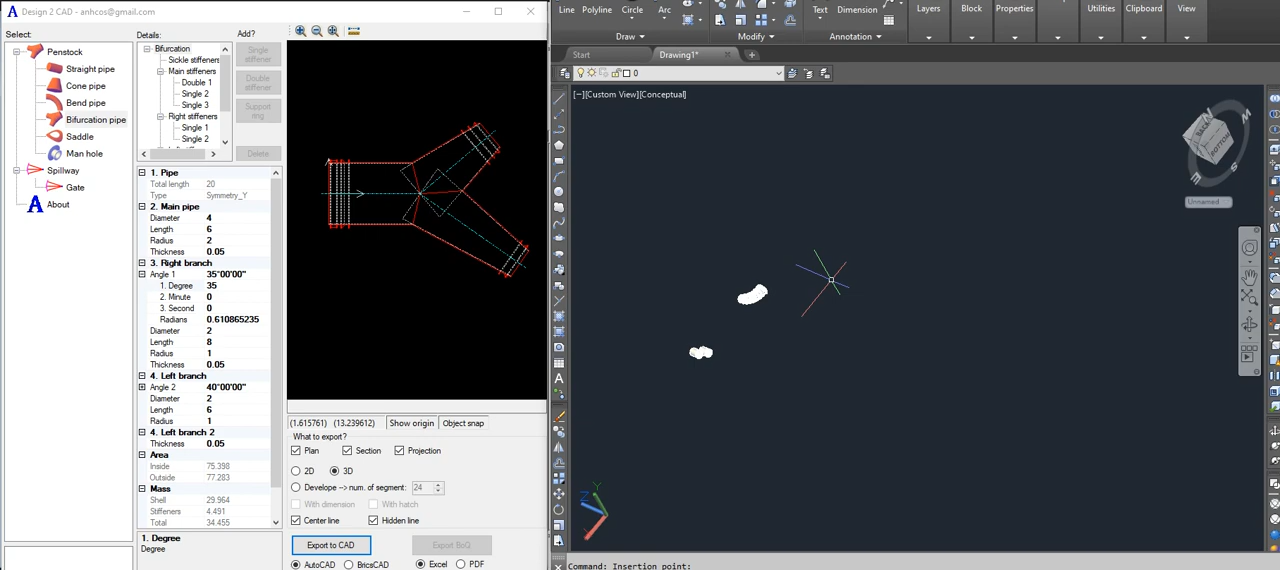 Design 2.CAD - anhcos@gmail.com
Select:
Penstock
Straight pipe
Cone pipe
Bend pipe
Bifurcation pipe
Saddle
Man hole
Spillway
Gate
About
Details:
Bifurcation
Sickle stiffeners
Main stiffeners
Double 1
Single 2
Single 3
Right stiffeners
Single 1
Single 2
Add?
Single
stiffener
Double
stiffener
Support
ring
Delete
1. Pipe
Total length 20
Type Symmetry_Y
2. Main pipe
Diameter 4
Length 6
Radius 2
Thickness 0.05
3. Right branch
Angle 1 35°00'00"
1. Degree 35
2. Minute 0
3. Second 0
Radians 0.610865235
Diameter 2
Length 8
Radius 1
Thickness 0.05
4. Left branch
Angle 2 40°00'00"
Diameter 2
Length 6
Radius 1
4. Left branch 2
Thickness 0.05
Area
Inside 75.398
Outside 77.283
Mass
Shell 29.964
Stiffeners 4.491
Total 34.455
1. Degree
Degree
(1.615761) (13.239612) Show origin Object snap
What to export?
Plan Section Projection
2D 3D
Develope --> num. of segment: 24
With dimension With hatch
Center line Hidden line
Export to CAD Export BoQ
AutoCAD BricsCAD Excel PDF
Line Polyline Circle Arc Text Dimension Layers Block Properties Utilities Clipboard View
Draw Modify Annotation
Start Drawing1*
0
[−][Custom View][Conceptual]
BACK
BOTTOM
M
E
S
Unnamed
A
Y
Z
Command: Insertion point: